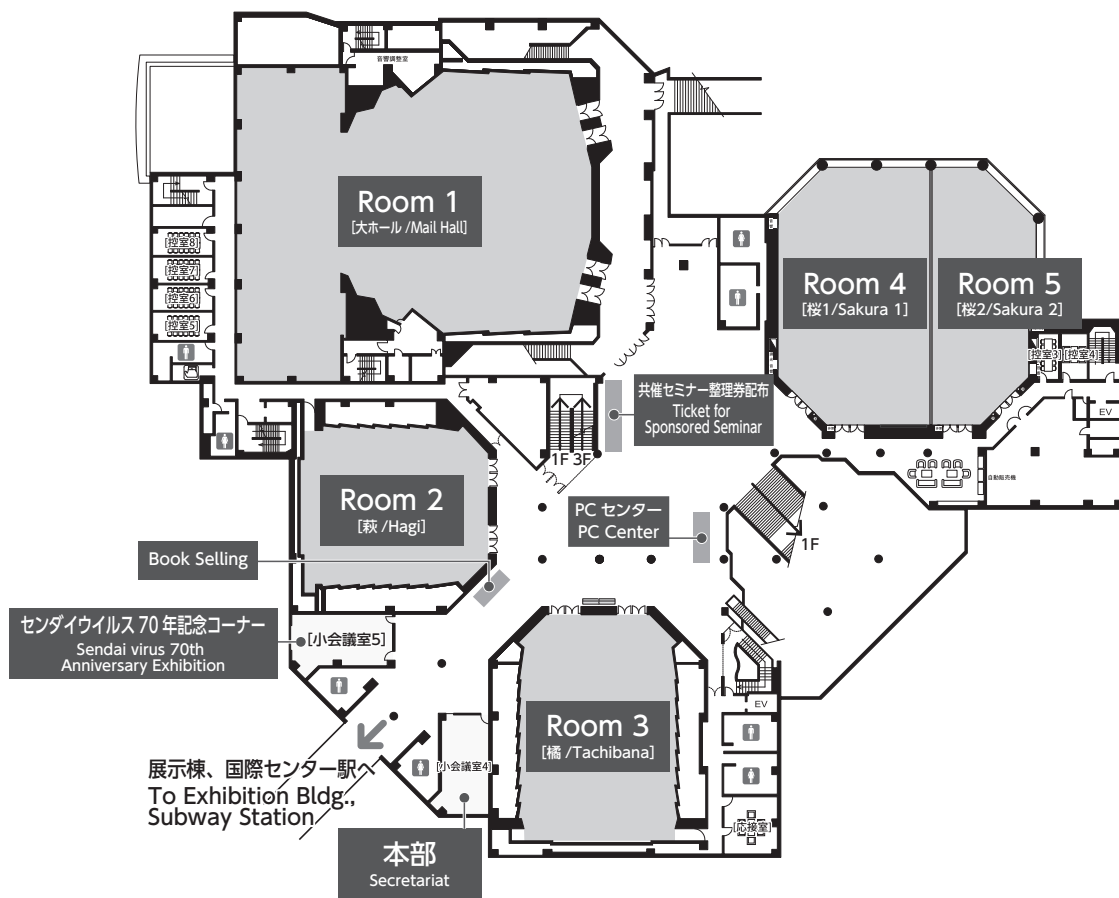 音響調整室
Room 1
[大ホール /Mail Hall]
[控室8]
[控室7]
[控室6]
[控室5]
Room 4
[桜1/Sakura 1]
Room 5
[桜2/Sakura 2]
[控室3]
[控室4]
EV
自動販売機
共催セミナー整理券配布
Ticket for
Sponsored Seminar
1F 3F
Room 2
[萩 /Hagi]
PC センター
PC Center
1F
Book Selling
センダイウイルス 70 年記念コーナー
Sendai virus 70th
Anniversary Exhibition
[小会議室5]
Room 3
[橘 /Tachibana]
EV
[小会議室4]
[応接室]
展示棟、国際センター駅へ
To Exhibition Bldg.,
Subway Station
本部
Secretariat